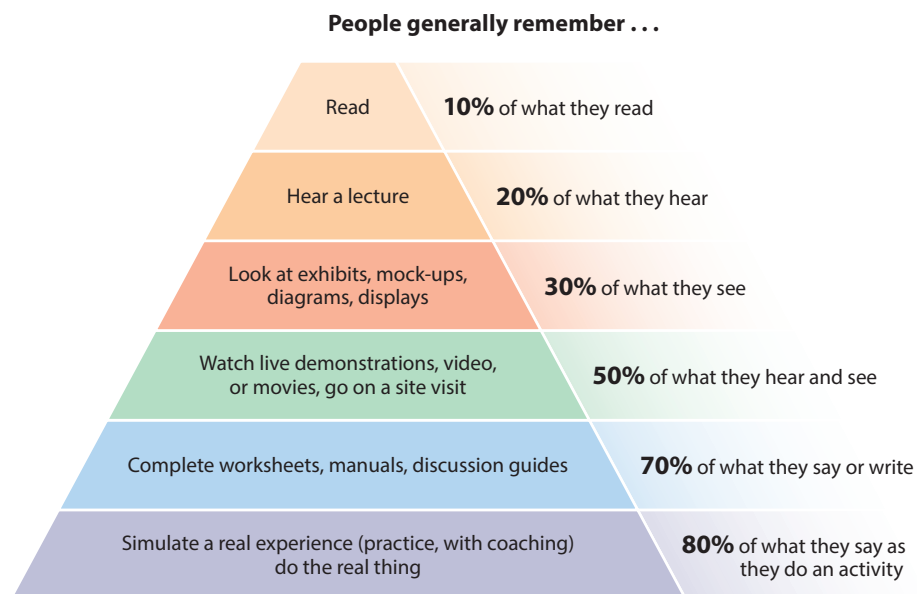 People generally remember . . .
Read
10% of what they read
Hear a lecture
20% of what they hear
Look at exhibits, mock-ups,
diagrams, displays
30% of what they see
Watch live demonstrations, video,
or movies, go on a site visit
50% of what they hear and see
Complete worksheets, manuals, discussion guides
70% of what they say or write
Simulate a real experience (practice, with coaching)
do the real thing
80% of what they say as
they do an activity